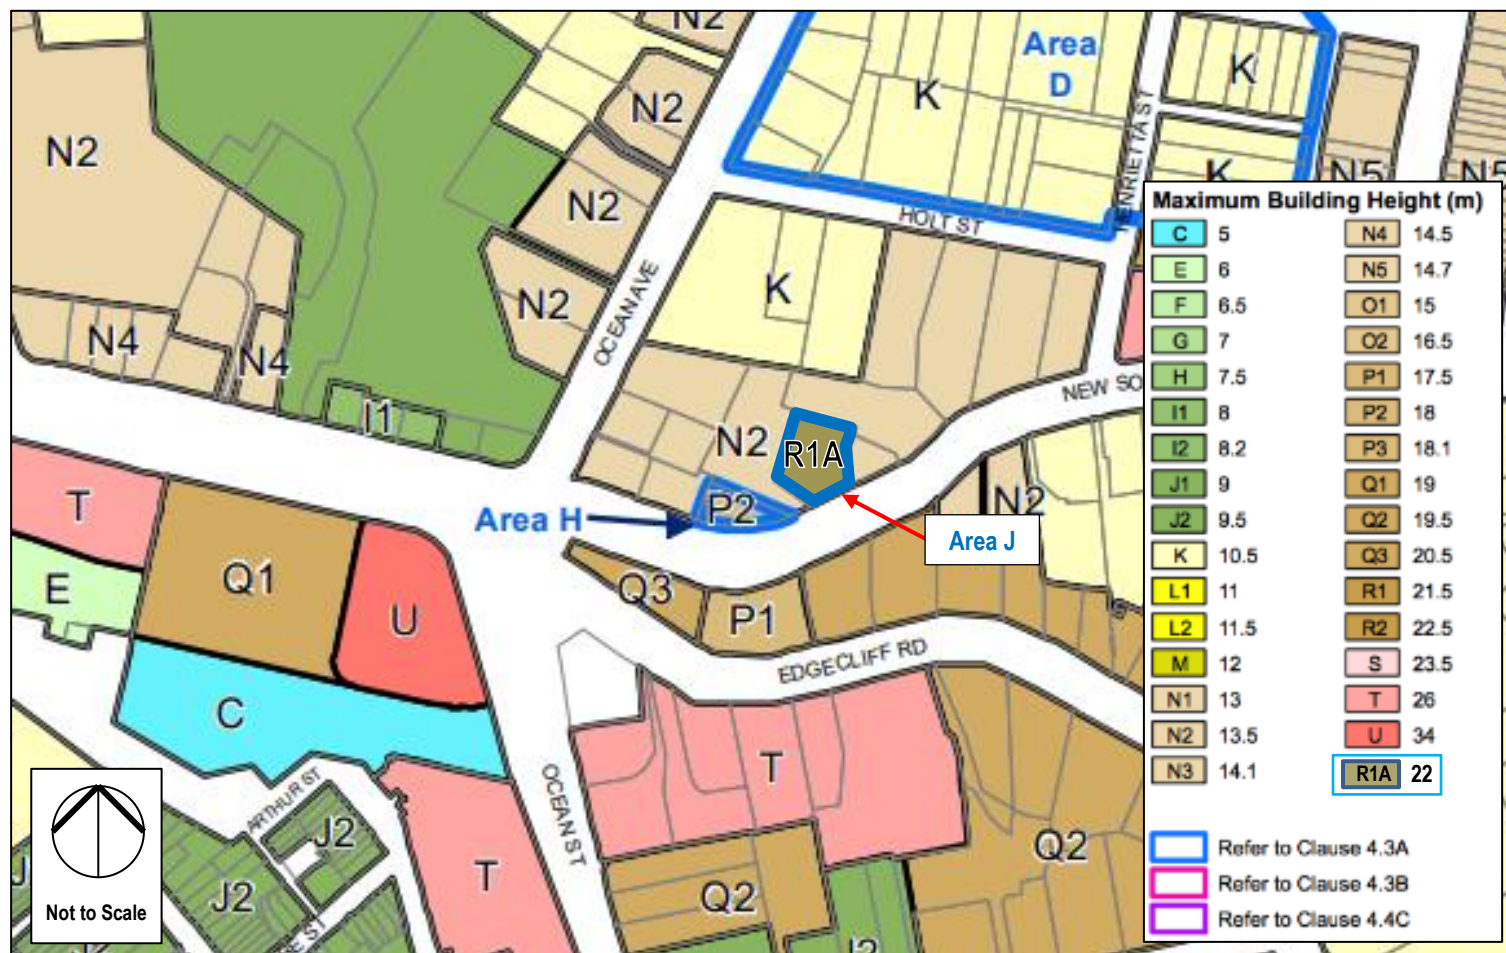 N2
Area
D
K
K
N2
N2
HENRIETTA ST
K
N5
N5
N2
HOLT ST
OCEAN AVE
K
N2
N4
N4
I1
NEW SO
N2
R1A
P2
N2
Area H
Area J
T
Q1
E
U
Q3
P1
EDGECLIFF RD
C
T
OCEAN ST
ARTHUR ST
J2
J2
T
Q2
Q2
J2
Not to Scale
Maximum Building Height (m)
C 5 N4 14.5
E 6 N5 14.7
F 6.5 O1 15
G 7 O2 16.5
H 7.5 P1 17.5
I1 8 P2 18
I2 8.2 P3 18.1
J1 9 Q1 19
J2 9.5 Q2 19.5
K 10.5 Q3 20.5
L1 11 R1 21.5
L2 11.5 R2 22.5
M 12 S 23.5
N1 13 T 26
N2 13.5 U 34
N3 14.1 R1A 22
Refer to Clause 4.3A
Refer to Clause 4.3B
Refer to Clause 4.4C